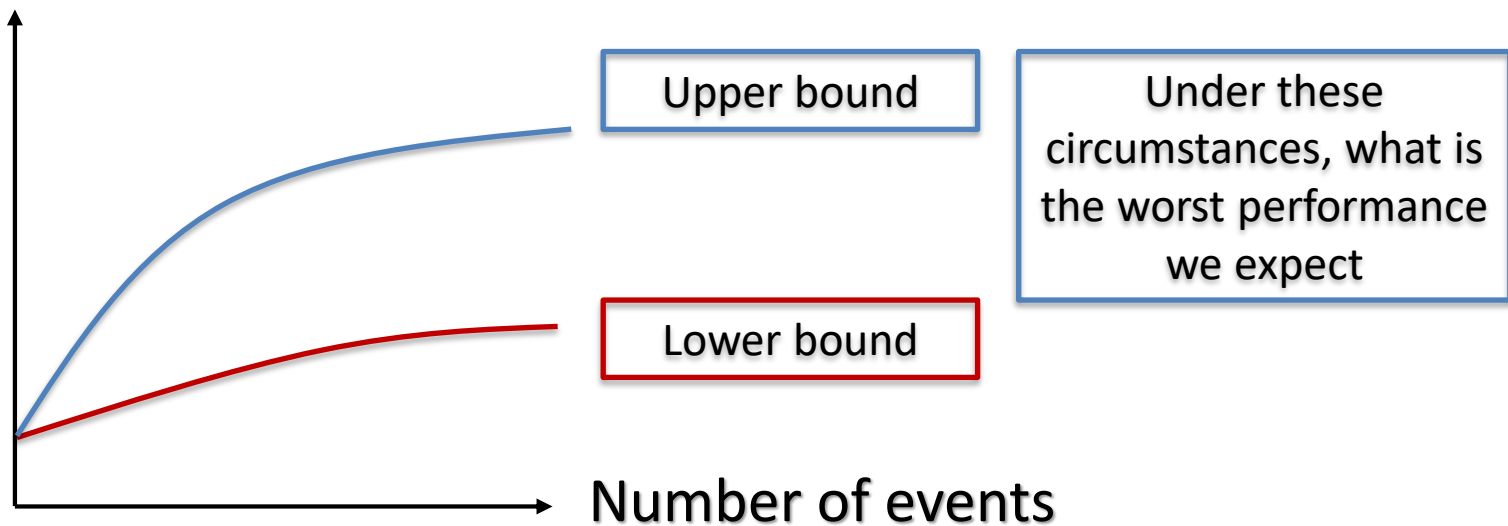 Upper bound
Under these
circumstances, what is
the worst performance
we expect
Lower bound
Number of events